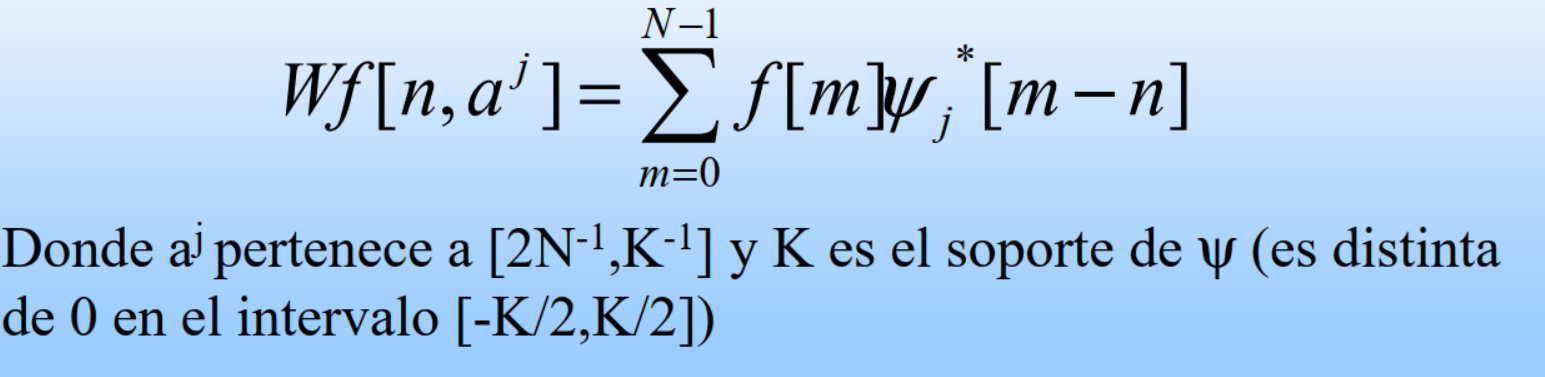 Wf[n,a^j]=\sum_{m=0}^{N-1} f[m]ψ_j^*[m−n]
Donde a^j pertenece a [2N^-1,K^-1] y K es el soporte de ψ (es distinta
de 0 en el intervalo [-K/2,K/2])